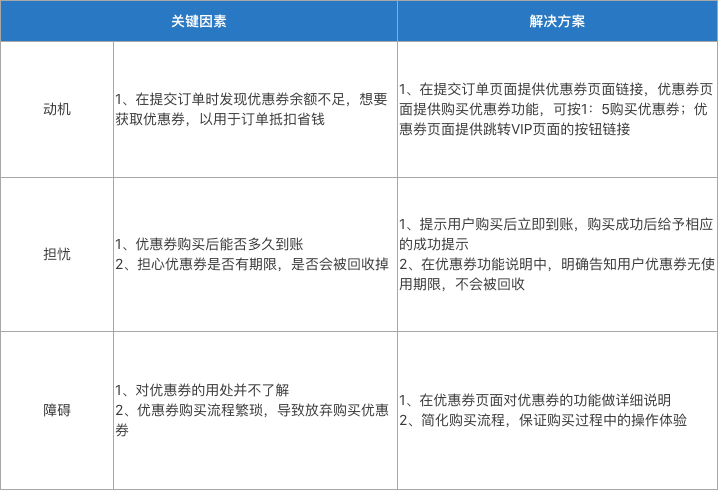 关键因素
解决方案
动机
1、在提交订单时发现优惠券余额不足，想要
获取优惠券，以用于订单抵扣省钱
1、在提交订单页面提供优惠券页面链接，优惠券页
面提供购买优惠券功能，可按1：5购买优惠券；优
惠券页面提供跳转VIP页面的按钮链接
担忧
1、优惠券购买后能否多久到账
2、担心优惠券是否有期限，是否会被回收掉
1、提示用户购买后立即到账，购买成功后给予相应
的成功提示
2、在优惠券功能说明中，明确告知用户优惠券无使
用期限，不会被回收
障碍
1、对优惠券的用处并不了解
2、优惠券购买流程繁琐，导致放弃购买优惠
券
1、在优惠券页面对优惠券的功能做详细说明
2、简化购买流程，保证购买过程中的操作体验